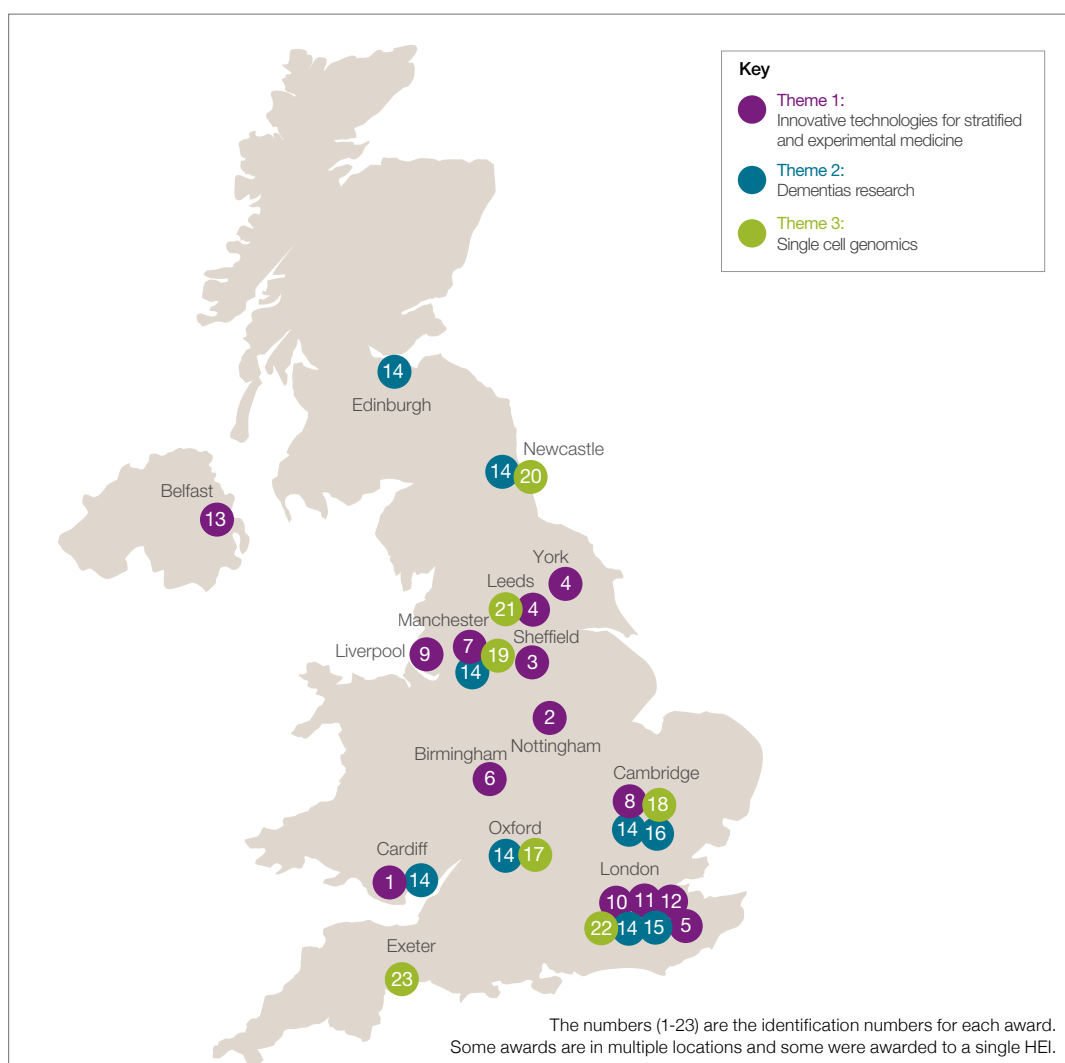 Key
Theme 1:
Innovative technologies for stratified
and experimental medicine
Theme 2:
Dementias research
Theme 3:
Single cell genomics
14
Edinburgh
Newcastle
14 20
Belfast
13
York
4
Leeds
21 4
Manchester
7 19
14
Liverpool
9
Sheffield
3
2
Nottingham
Birmingham
6
Cambridge
8 18
14 16
Oxford
14 17
Cardiff
1 14
London
10 11 12
22 14 15 5
Exeter
23
The numbers (1-23) are the identification numbers for each award.
Some awards are in multiple locations and some were awarded to a single HEI.